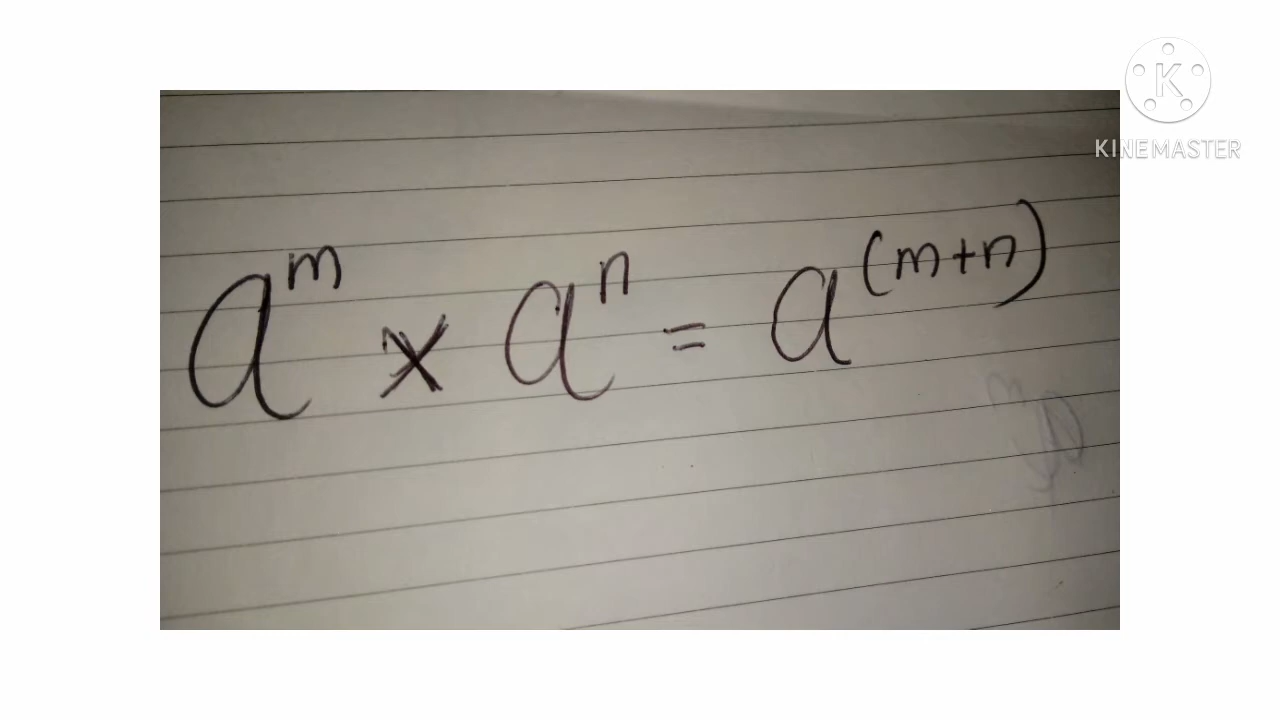 KINEMASTER
a^m × a^n = a^(m+n)